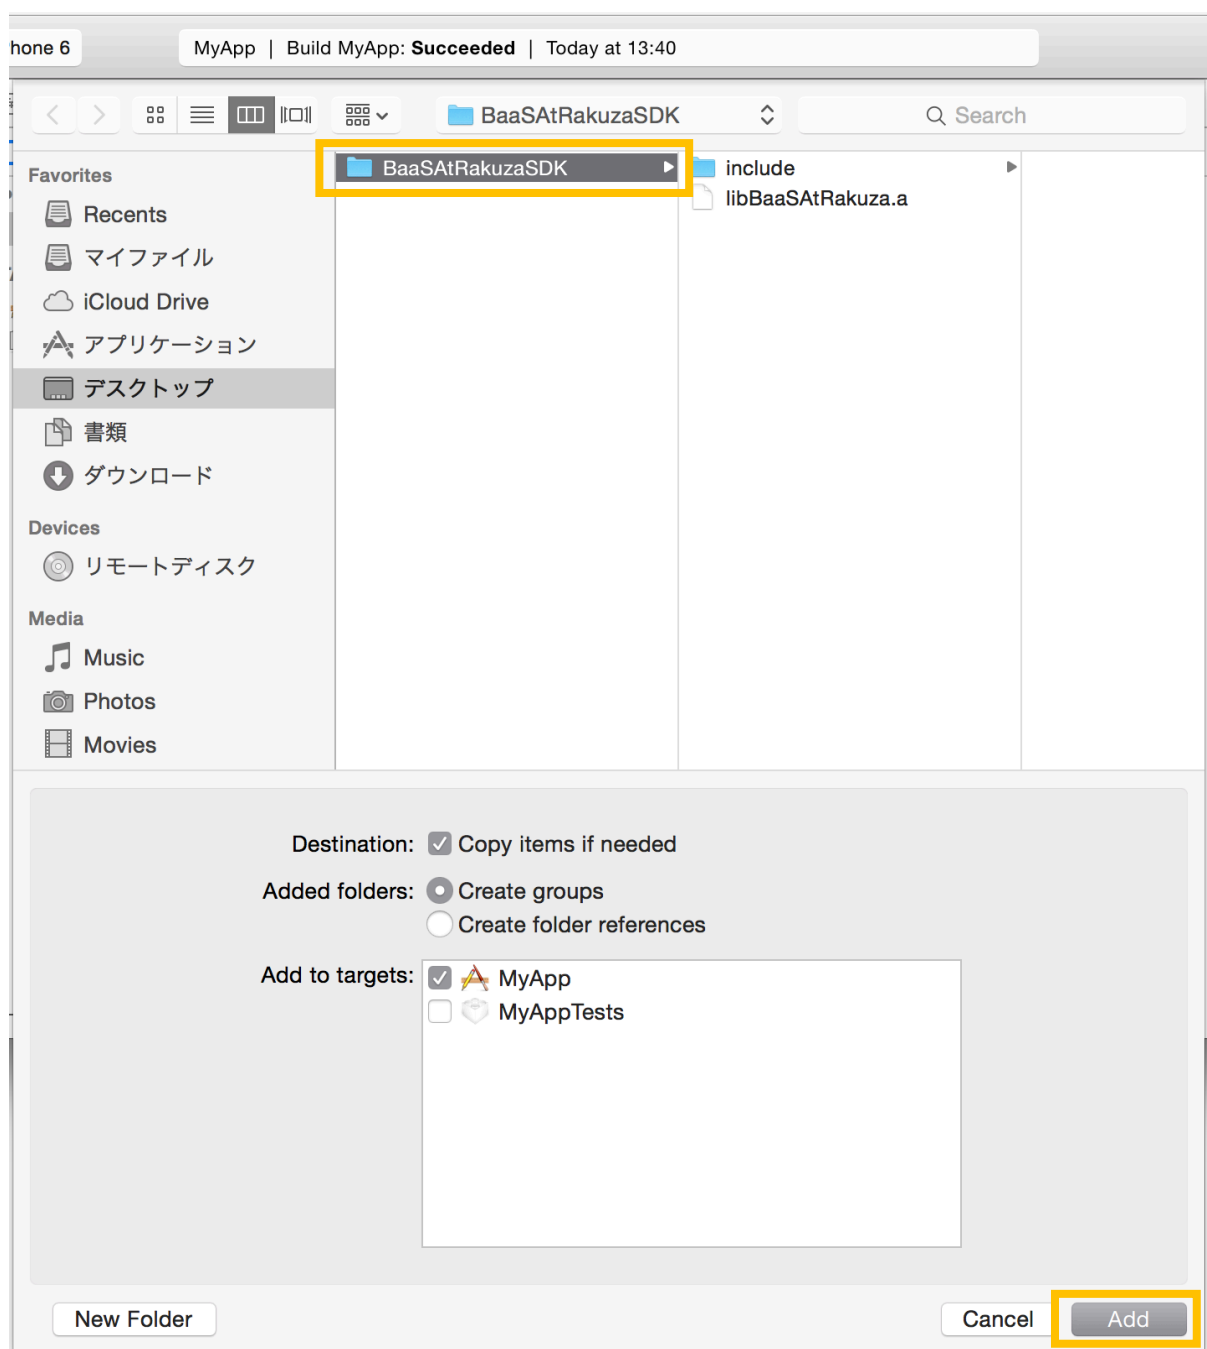 hone 6
MyApp | Build MyApp: Succeeded | Today at 13:40
BaaSAtRakuzaSDK
Search
Favorites
Recents
マイファイル
iCloud Drive
アプリケーション
デスクトップ
書類
ダウンロード
Devices
リモートディスク
Media
Music
Photos
Movies
BaaSAtRakuzaSDK
include
libBaaSAtRakuza.a
Destination: Copy items if needed
Added folders: Create groups
Create folder references
Add to targets: MyApp
MyAppTests
New Folder
Cancel
Add